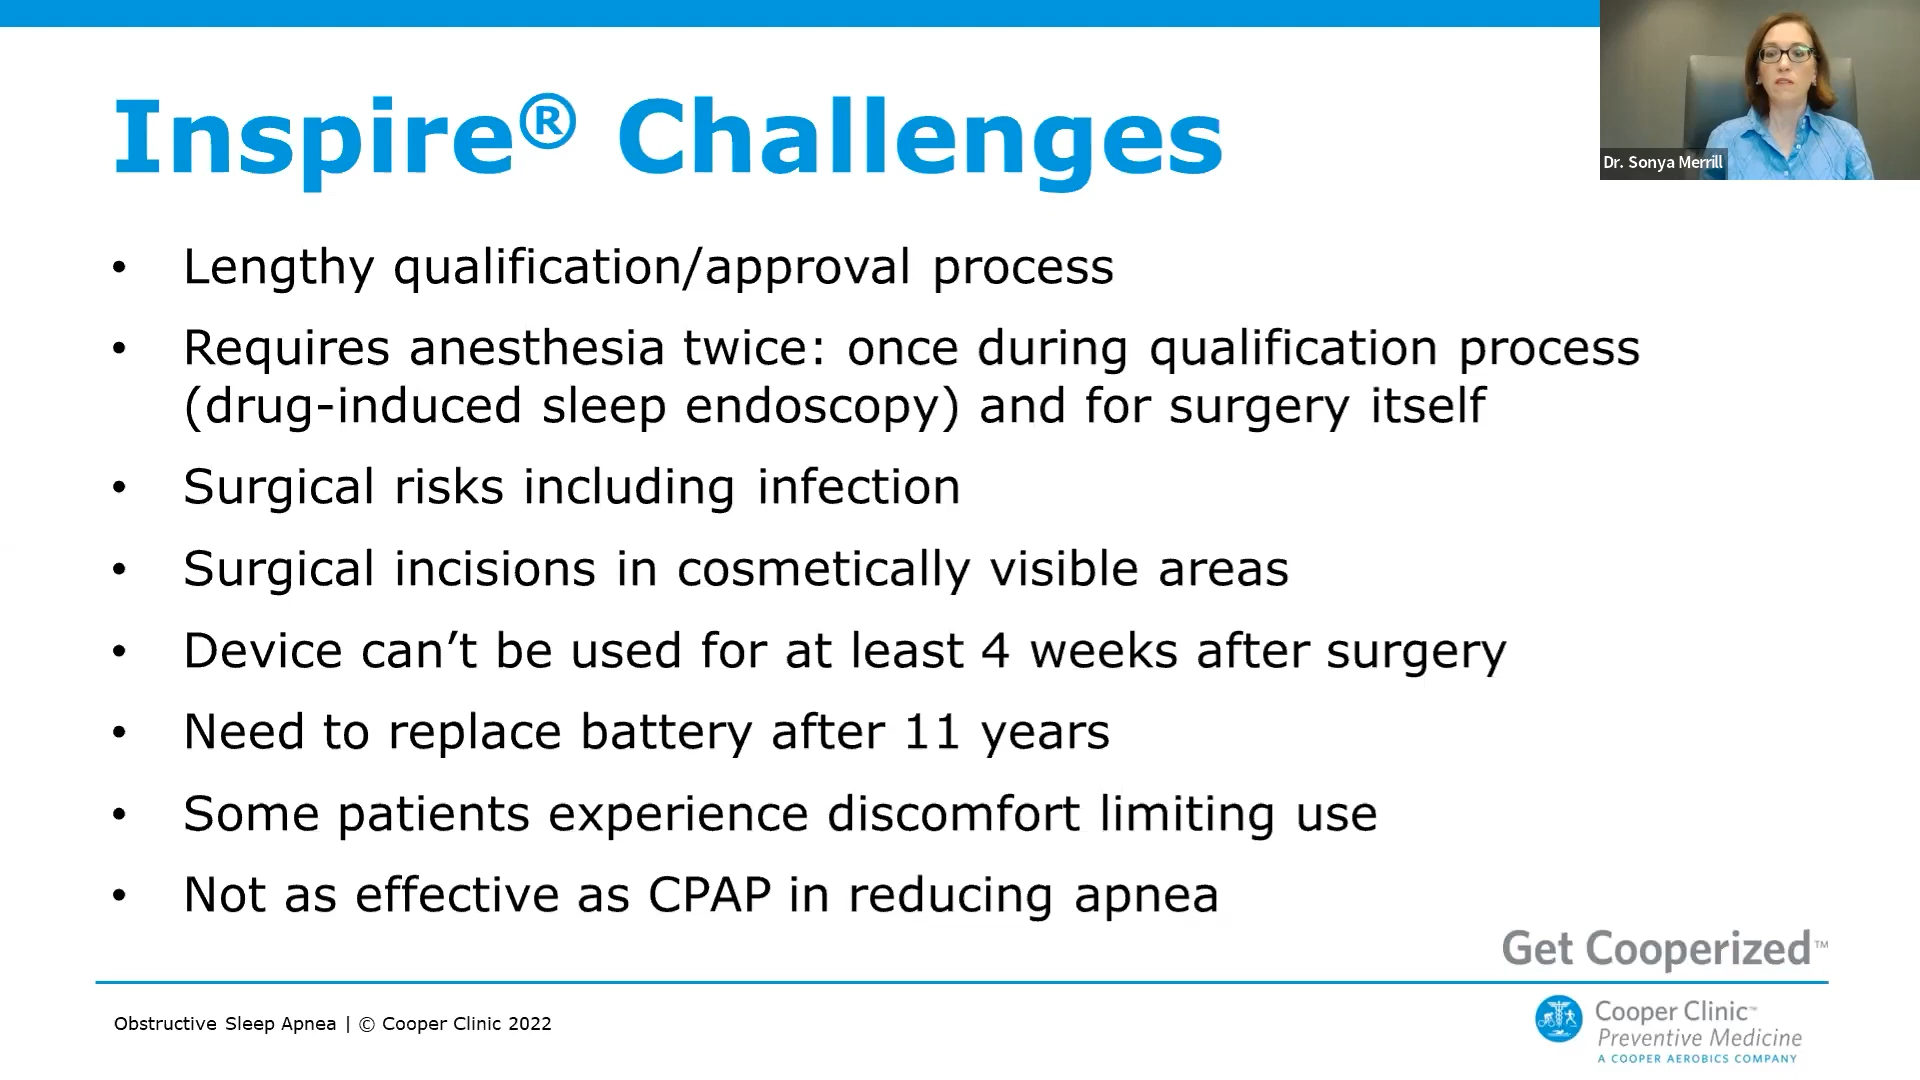 Inspire® Challenges
Dr. Sonya Merrill
• Lengthy qualification/approval process
• Requires anesthesia twice: once during qualification process
(drug-induced sleep endoscopy) and for surgery itself
• Surgical risks including infection
• Surgical incisions in cosmetically visible areas
• Device can’t be used for at least 4 weeks after surgery
• Need to replace battery after 11 years
• Some patients experience discomfort limiting use
• Not as effective as CPAP in reducing apnea
Get Cooperized™
Obstructive Sleep Apnea | © Cooper Clinic 2022
Cooper Clinic™
Preventive Medicine
A COOPER AEROBICS COMPANY